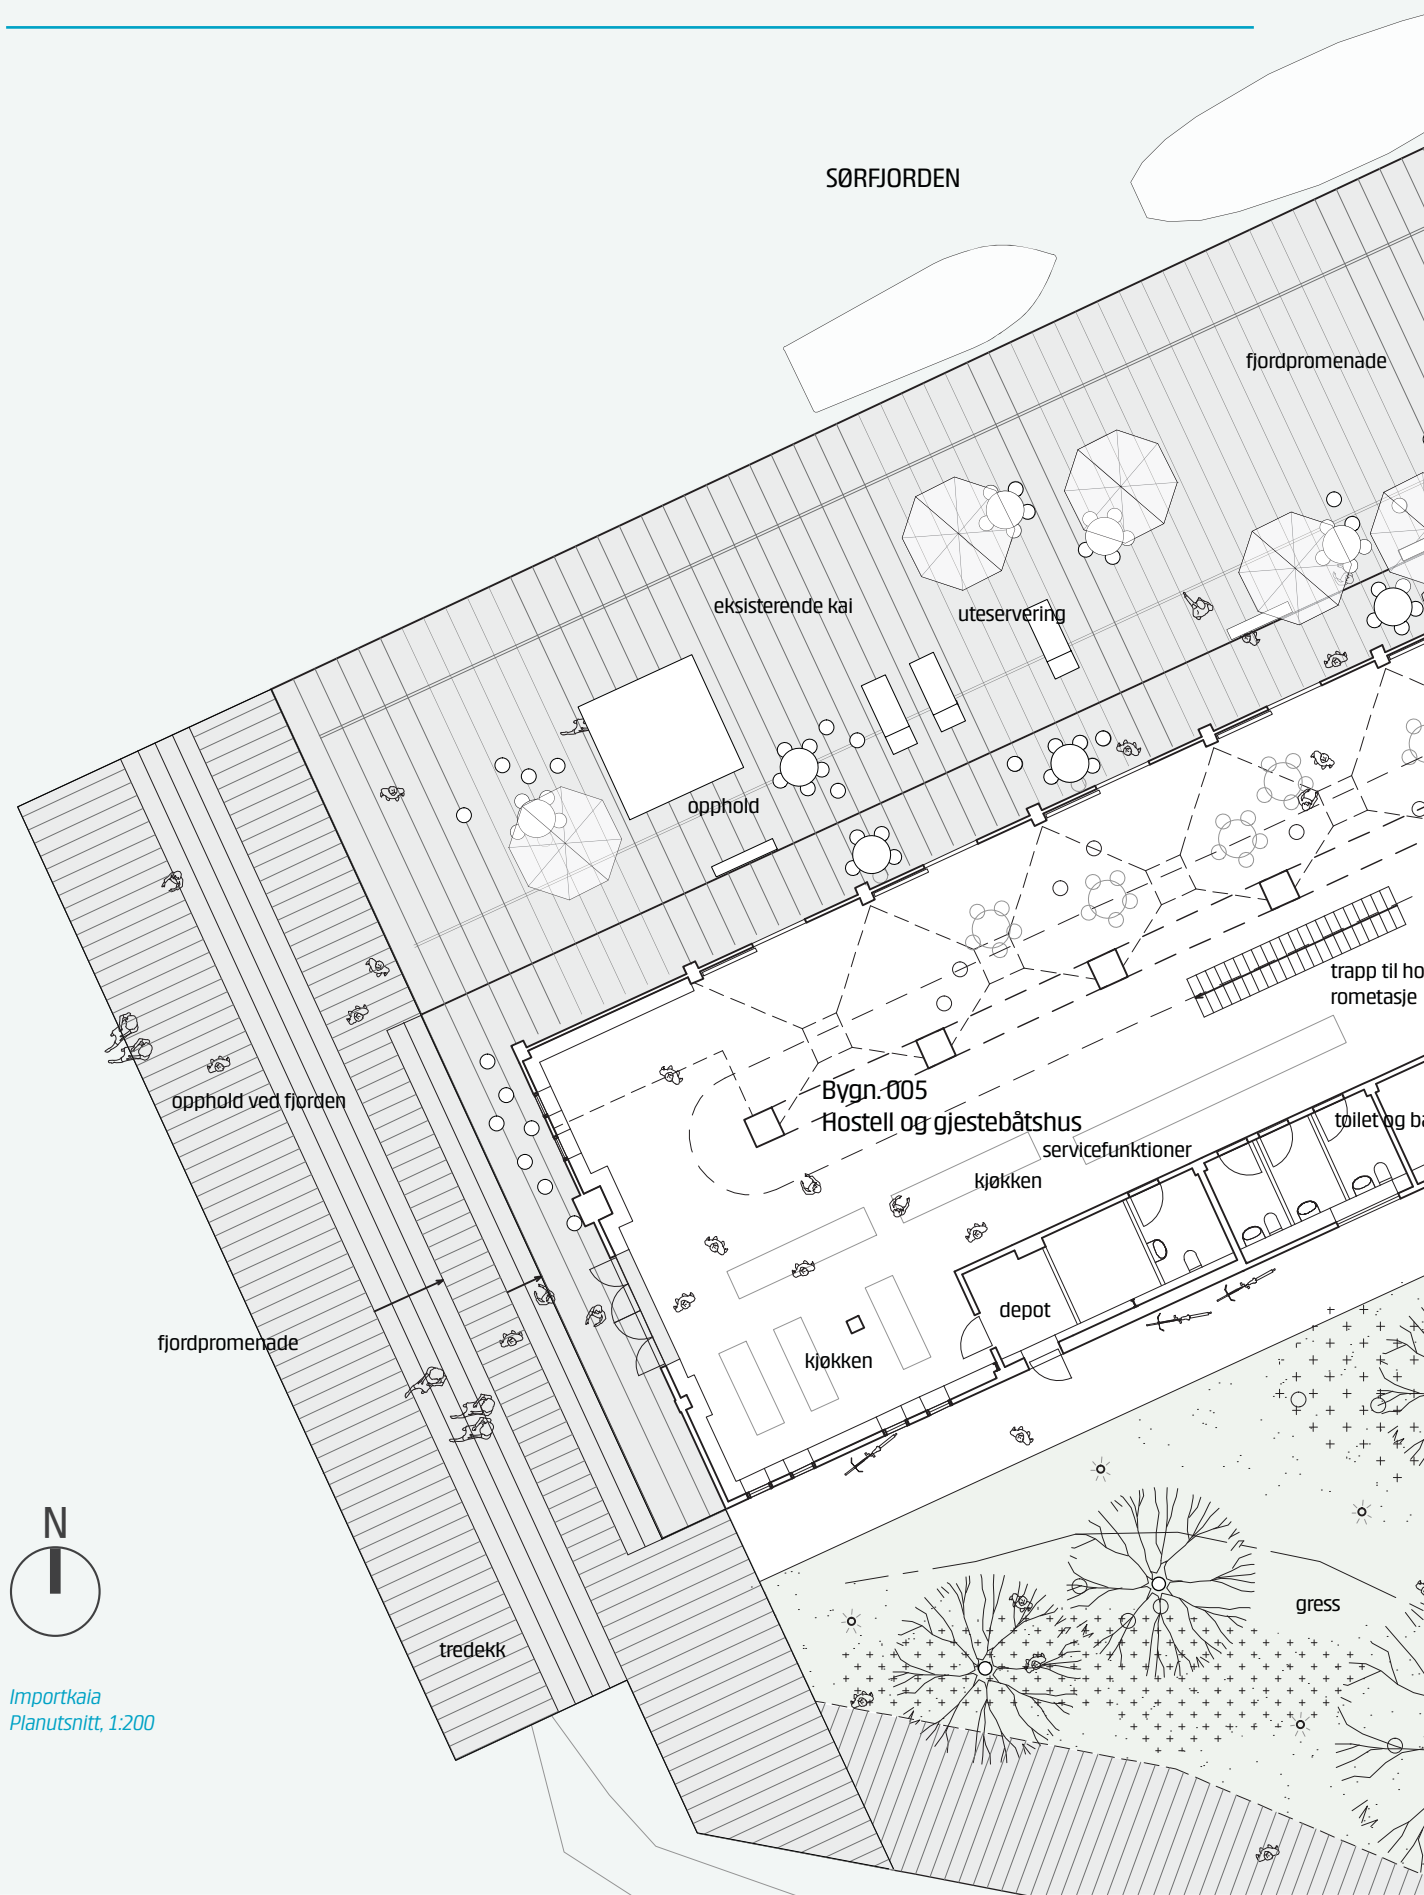 SØRFJORDEN
fjordpromenade
eksisterende kai
uteservering
opphold
trapp til ho
rometasje
Bygn. 005
Hostell og gjestebåtshus
opphold ved fjorden
toilet og ba
servicefunktioner
kjøkken
depot
fjordpromenade
kjøkken
N
gress
tredekk
Importkaia
Planutsnitt, 1:200